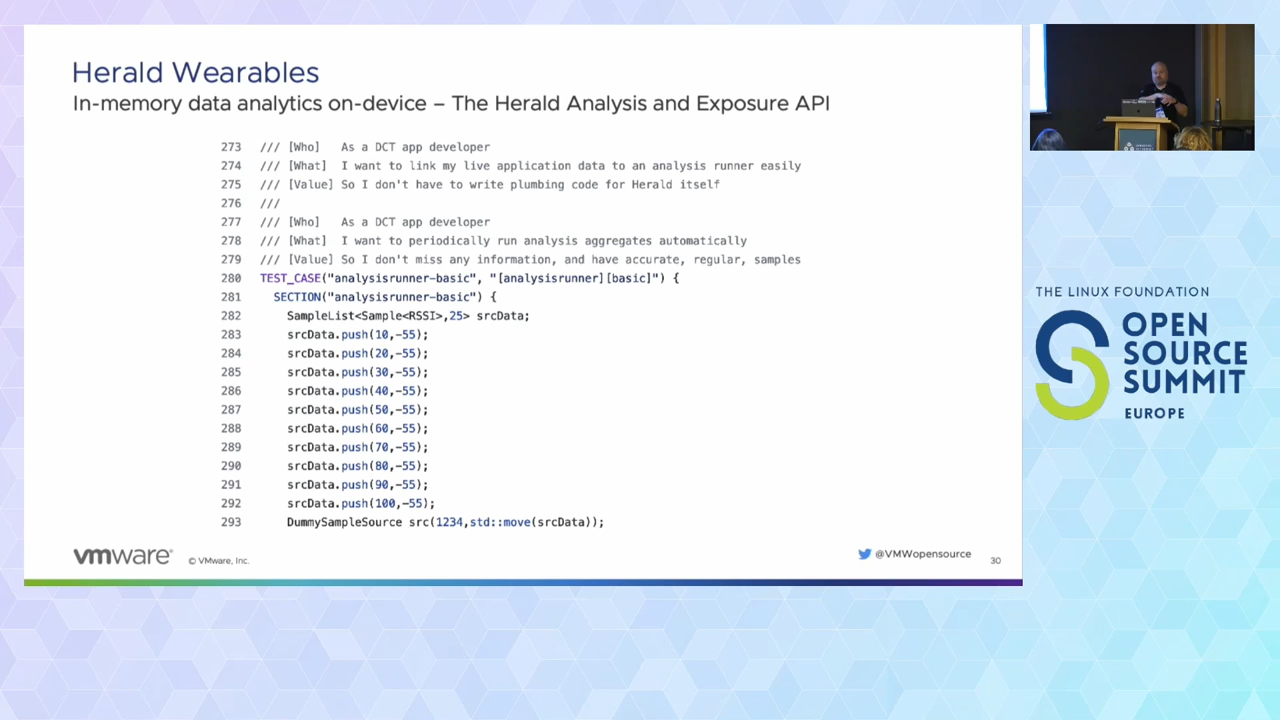 Herald Wearables
In-memory data analytics on-device – The Herald Analysis and Exposure API
273 /// [Who] As a DCT app developer
274 /// [What] I want to link my live application data to an analysis runner easily
275 /// [Value] So I don't have to write plumbing code for Herald itself
276 ///
277 /// [Who] As a DCT app developer
278 /// [What] I want to periodically run analysis aggregates automatically
279 /// [Value] So I don't miss any information, and have accurate, regular, samples
280 TEST_CASE("analysisrunner-basic", "[analysisrunner][basic]") {
281 SECTION("analysisrunner-basic") {
282 SampleList<Sample<RSSI>,25> srcData;
283 srcData.push(10,-55);
284 srcData.push(20,-55);
285 srcData.push(30,-55);
286 srcData.push(40,-55);
287 srcData.push(50,-55);
288 srcData.push(60,-55);
289 srcData.push(70,-55);
290 srcData.push(80,-55);
291 srcData.push(90,-55);
292 srcData.push(100,-55);
293 DummySampleSource src(1234,std::move(srcData));
vmware®
© VMware, Inc.
@VMWopensource
30
THE LINUX FOUNDATION
OPEN
SOURCE
SUMMIT
EUROPE